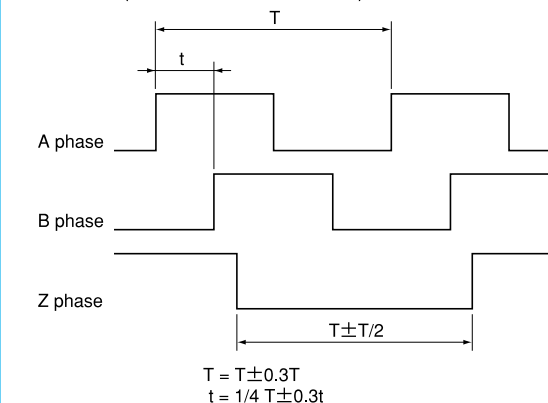 T
t
A phase
B phase
Z phase
T±T/2
T = T±0.3T
t = 1/4 T±0.3t